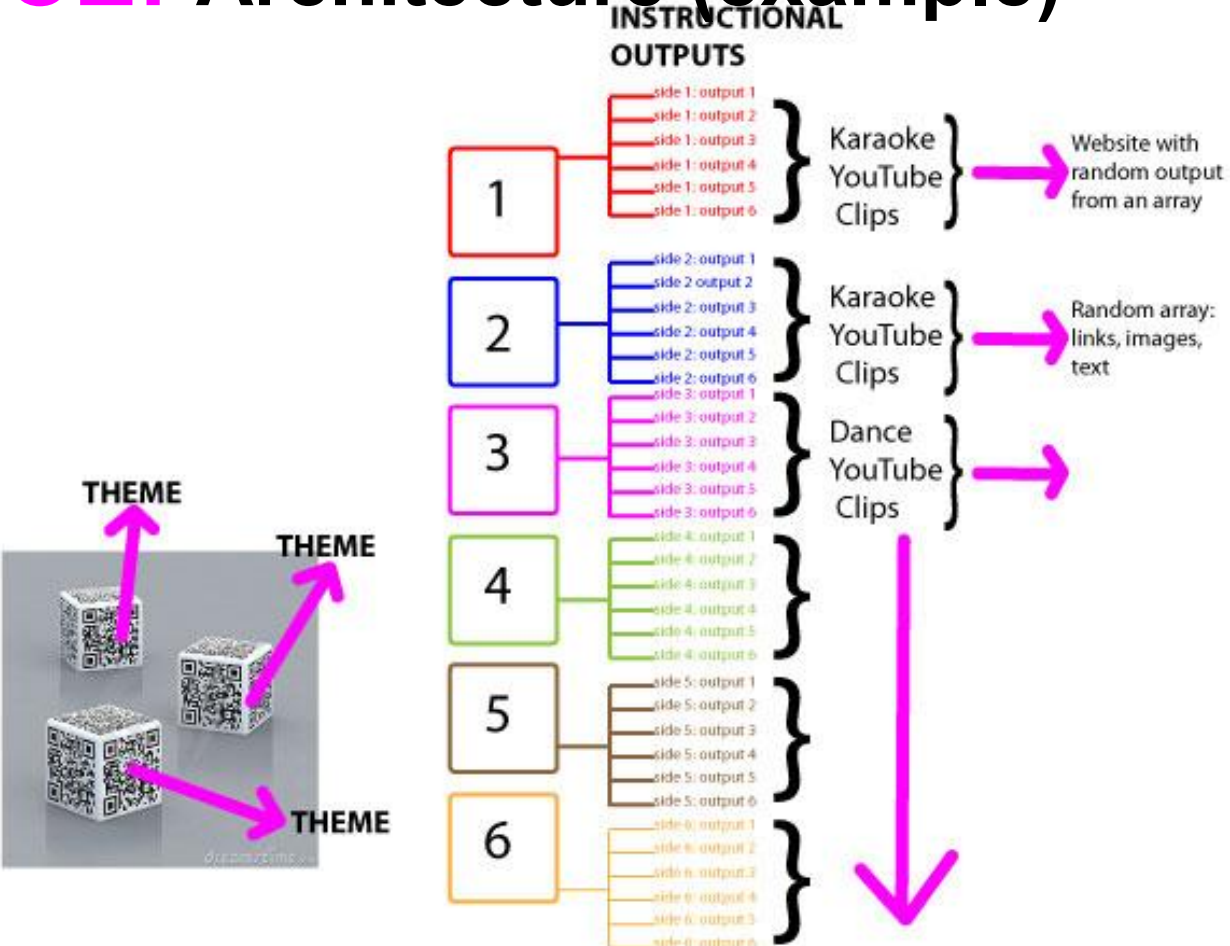 Architecture (example)
INSTRUCTIONAL
OUTPUTS
1
side 1: output 1
side 1: output 2
side 1: output 3
side 1: output 4
side 1: output 5
side 1: output 6
Karaoke
YouTube
Clips
Website with
random output
from an array
2
side 2: output 1
side 2 output 2
side 2: output 3
side 2: output 4
side 2: output 5
side 2: output 6
Karaoke
YouTube
Clips
Random array:
links, images,
text
3
side 3: output 1
side 3: output 2
side 3: output 3
side 3: output 4
side 3: output 5
side 3: output 6
Dance
YouTube
Clips
THEME
THEME
THEME
dreamstime
4
side 4: output 1
side 4: output 2
side 4: output 3
side 4: output 4
side 4: output 5
side 4: output 6
5
side 5: output 1
side 5: output 2
side 5: output 3
side 5: output 4
side 5: output 5
side 5: output 6
6
side 6: output 1
side 6: output 2
side 6: output 3
side 6: output 4
side 6: output 5
side 6: output 6